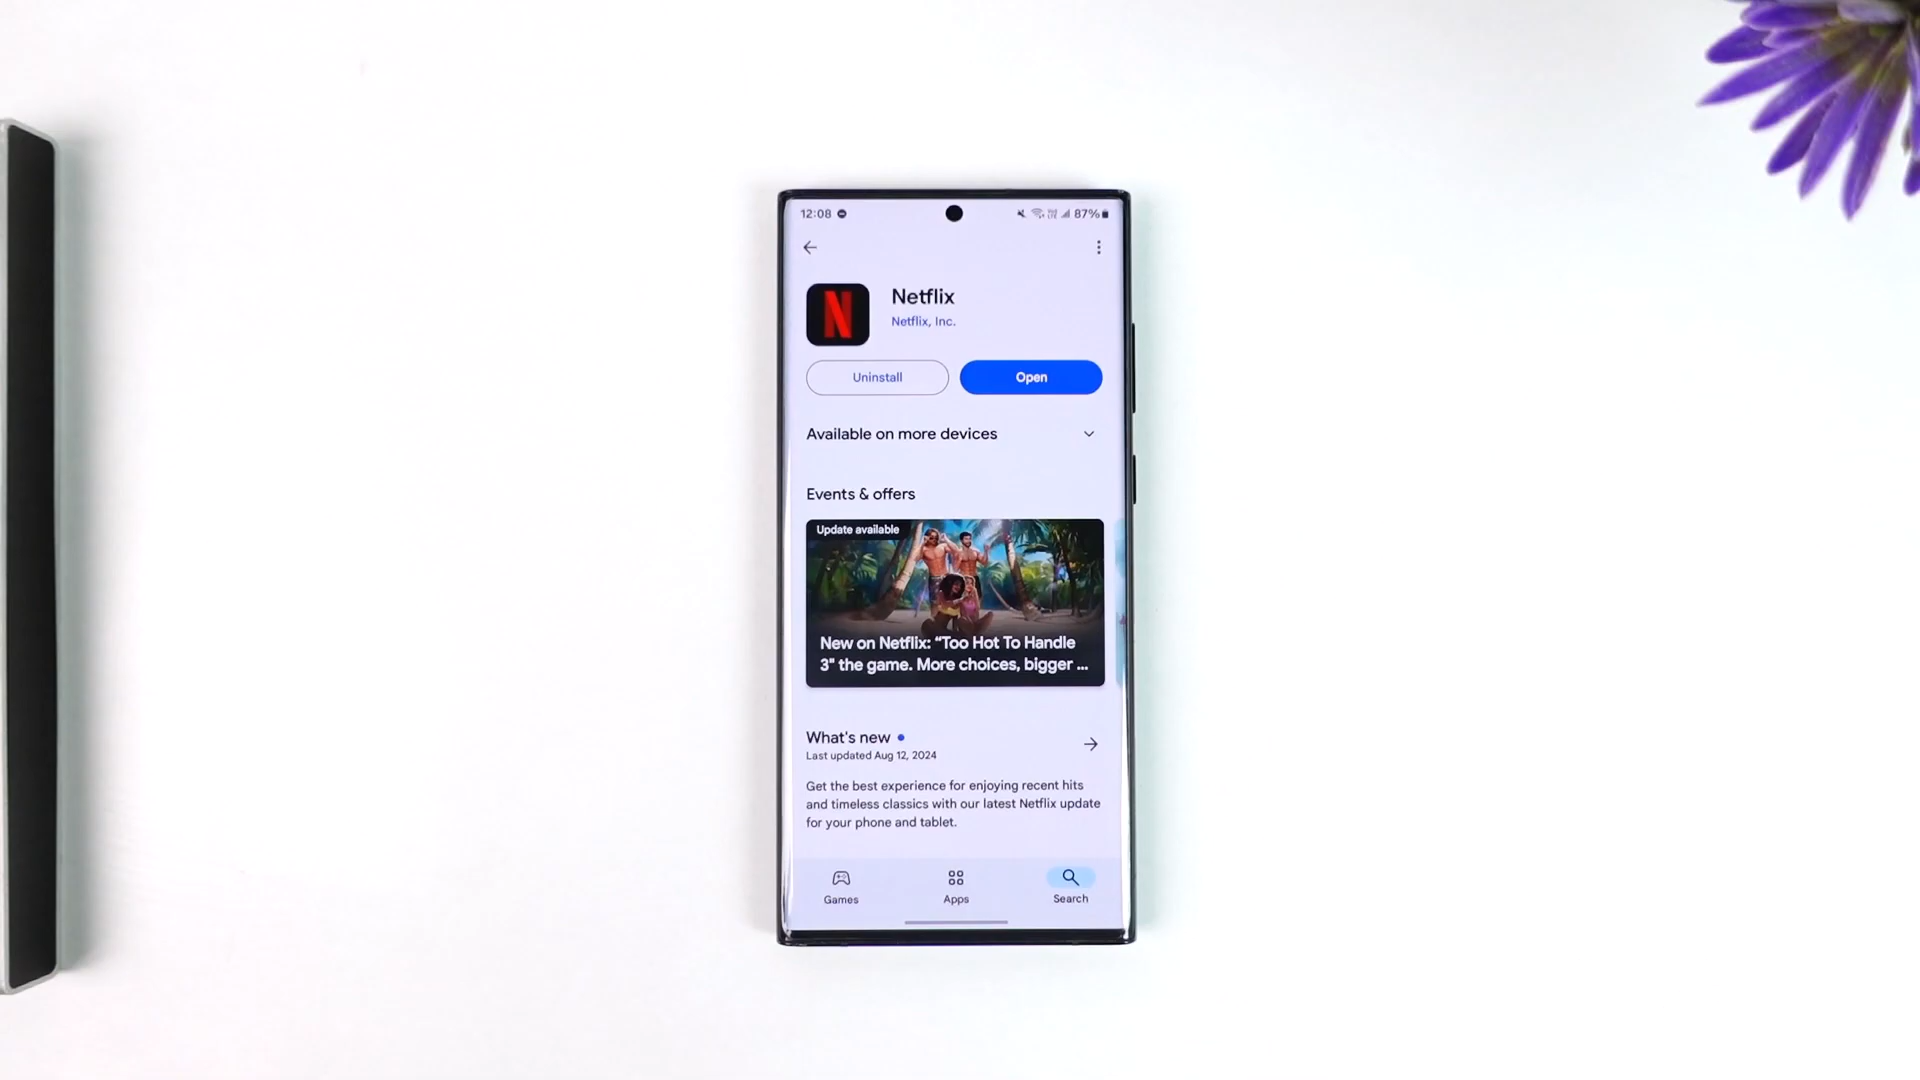 12:08
87%
Netflix
Netflix, Inc.
Uninstall
Open
Available on more devices
Events & offers
Update available
New on Netflix: “Too Hot To Handle
3" the game. More choices, bigger ...
What's new
Last updated Aug 12, 2024
Get the best experience for enjoying recent hits
and timeless classics with our latest Netflix update
for your phone and tablet.
Games
Apps
Search